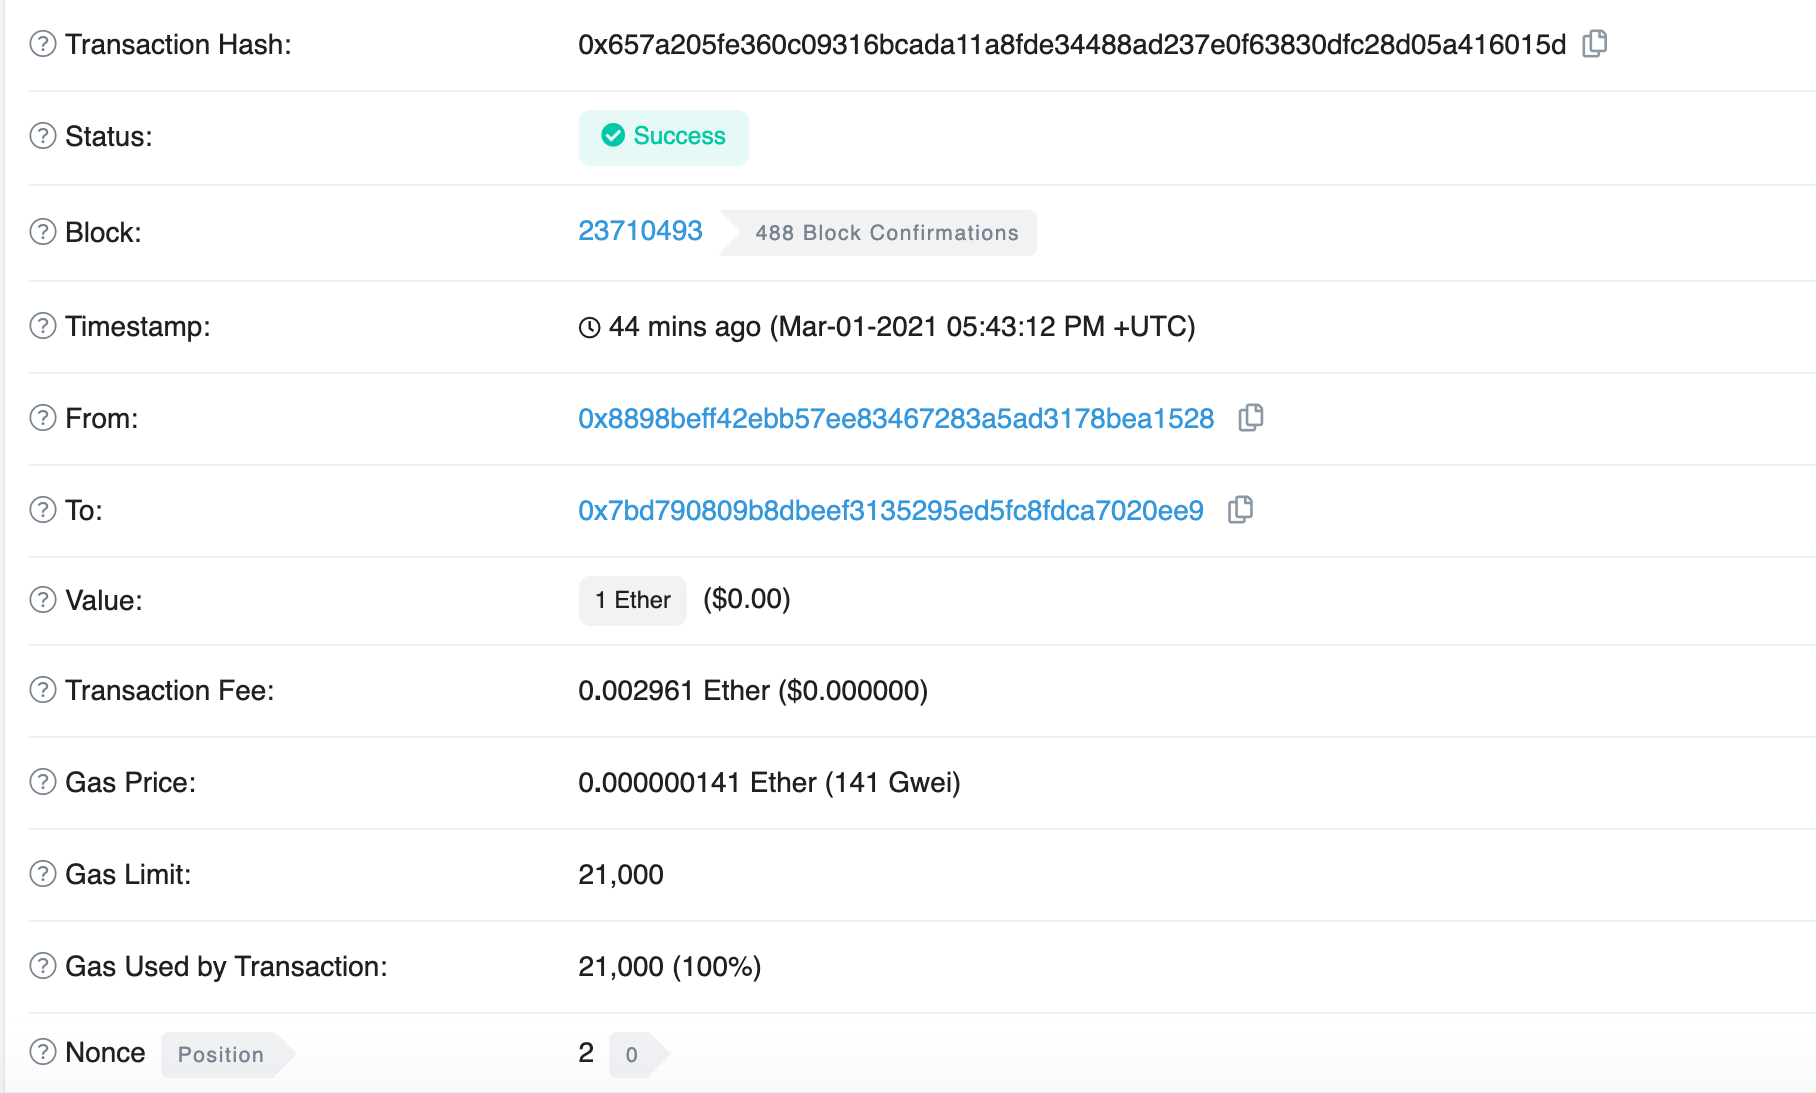 Transaction Hash: 0x657a205fe360c09316bcada11a8fde34488ad237e0f63830dfc28d05a416015d
Status: Success
Block: 23710493 488 Block Confirmations
Timestamp: 44 mins ago (Mar-01-2021 05:43:12 PM +UTC)
From: 0x8898beff42ebb57ee83467283a5ad3178bea1528
To: 0x7bd790809b8dbeef3135295ed5fc8fdca7020ee9
Value: 1 Ether ($0.00)
Transaction Fee: 0.002961 Ether ($0.000000)
Gas Price: 0.000000141 Ether (141 Gwei)
Gas Limit: 21,000
Gas Used by Transaction: 21,000 (100%)
Nonce Position 2 0